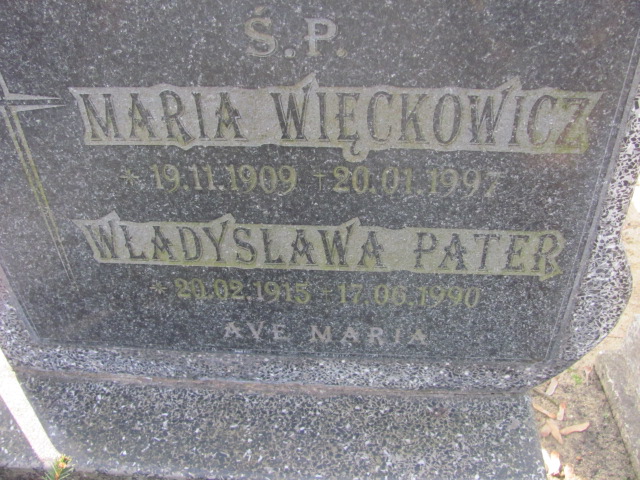 Ś.P.
MARIA WIĘCKOWICZ
* 19.11.1909 † 20.01.1997
WŁADYSŁAWA PATER
* 20.02.1915 † 17.06.1990
AVE MARIA